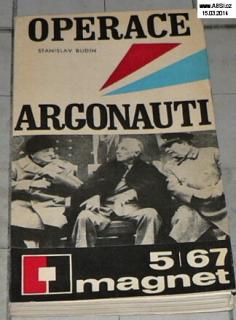 www.ABSi.cz
15.03.2014
OPERACE
STANISLAV BUDÍN
ARGONAUTI
5/67
magnet